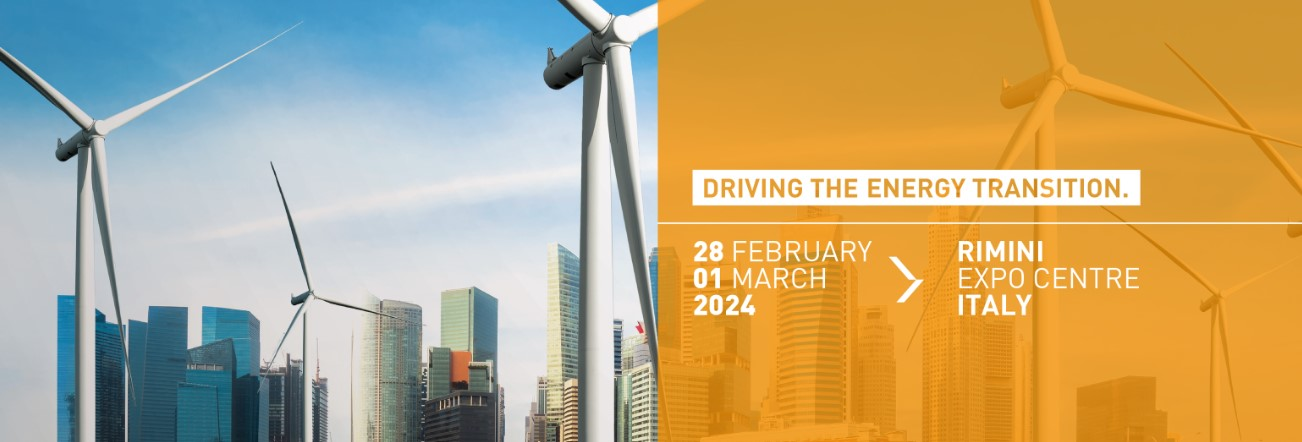 DRIVING THE ENERGY TRANSITION.
28 FEBRUARY
01 MARCH
2024
RIMINI
EXPO CENTRE
ITALY